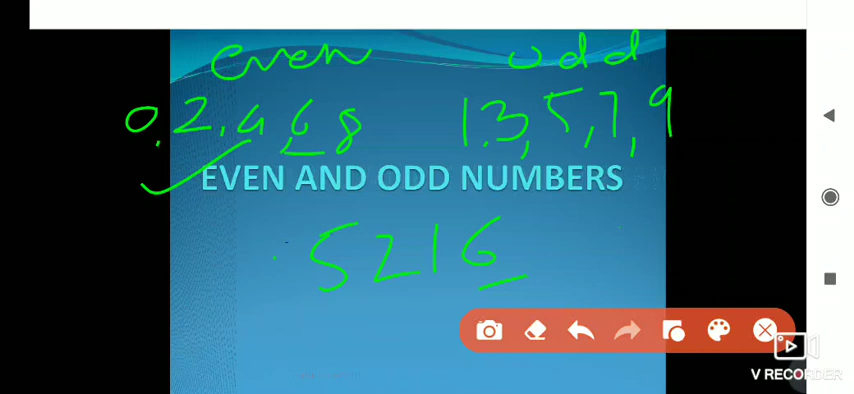 even odd
0,2,4,6 8 1,3,5,7,9
EVEN AND ODD NUMBERS
5216
V RECORDER